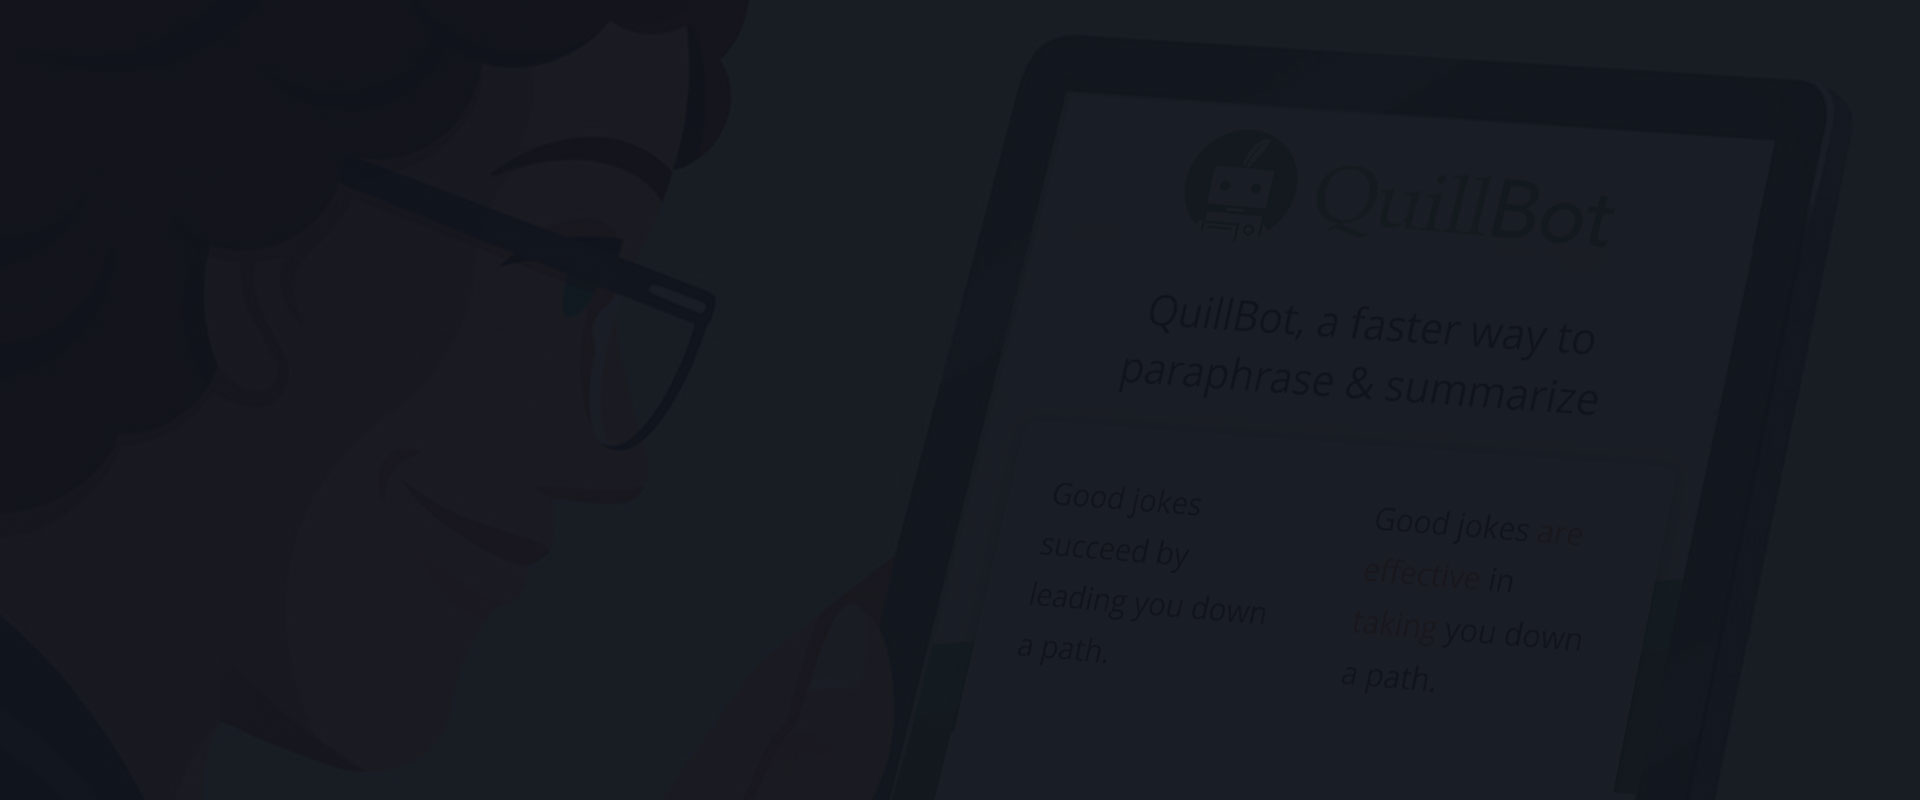 QuillBot
QuillBot, a faster way to
paraphrase & summarize
Good jokes
succeed by
leading you down
a path.
Good jokes are
effective in
taking you down
a path.